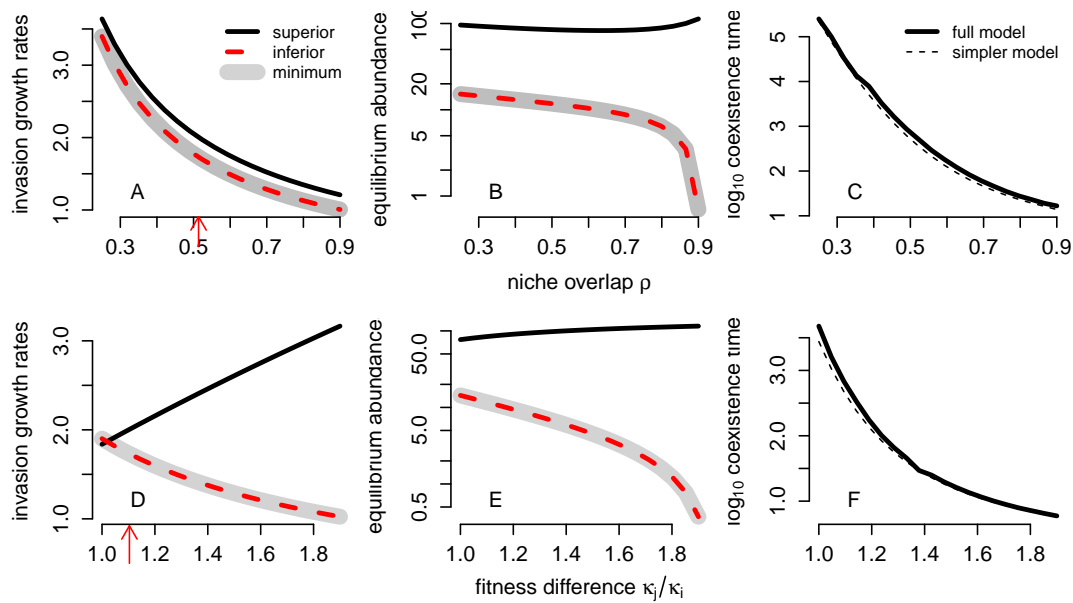 invasion growth rates
3.0
2.0
1.0
superior
inferior
minimum
A
0.3 0.5 0.7 0.9
equilibrium abundance
100
20
5
1
B
0.3 0.5 0.7 0.9
niche overlap ρ
log10 coexistence time
5
4
3
2
1
full model
simpler model
C
0.3 0.5 0.7 0.9
invasion growth rates
3.0
2.0
1.0
D
1.0 1.2 1.4 1.6 1.8
equilibrium abundance
50.0
5.0
0.5
E
1.0 1.2 1.4 1.6 1.8
fitness difference κj/κi
log10 coexistence time
3.0
2.0
1.0
F
1.0 1.2 1.4 1.6 1.8